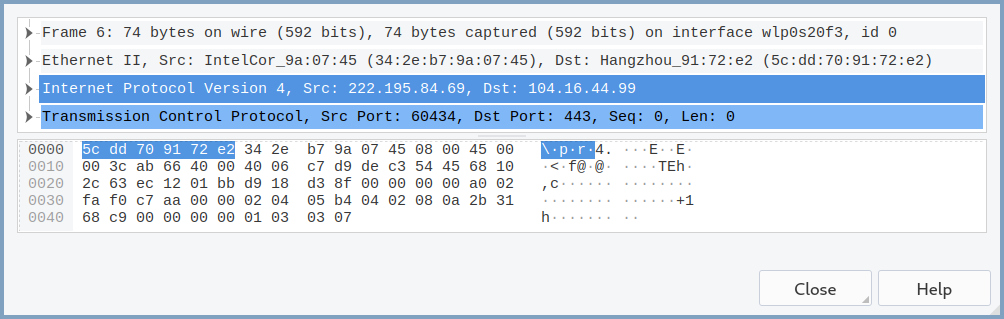 Frame 6: 74 bytes on wire (592 bits), 74 bytes captured (592 bits) on interface wlp0s20f3, id 0
Ethernet II, Src: IntelCor_9a:07:45 (34:2e:b7:9a:07:45), Dst: Hangzhou_91:72:e2 (5c:dd:70:91:72:e2)
Internet Protocol Version 4, Src: 222.195.84.69, Dst: 104.16.44.99
Transmission Control Protocol, Src Port: 60434, Dst Port: 443, Seq: 0, Len: 0
0000 5c dd 70 91 72 e2 34 2e b7 9a 07 45 08 00 45 00 \·p·r·4. ···E··E·
0010 00 3c ab 66 40 00 40 06 c7 d9 de c3 54 45 68 10 ·<·f@·@· ····TEh·
0020 2c 63 ec 12 01 bb d9 18 d3 8f 00 00 00 00 a0 02 ,c······ ········
0030 fa f0 c7 aa 00 00 02 04 05 b4 04 02 08 0a 2b 31 ········ ······+1
0040 68 c9 00 00 00 00 01 03 03 07 h······· ··
Close Help